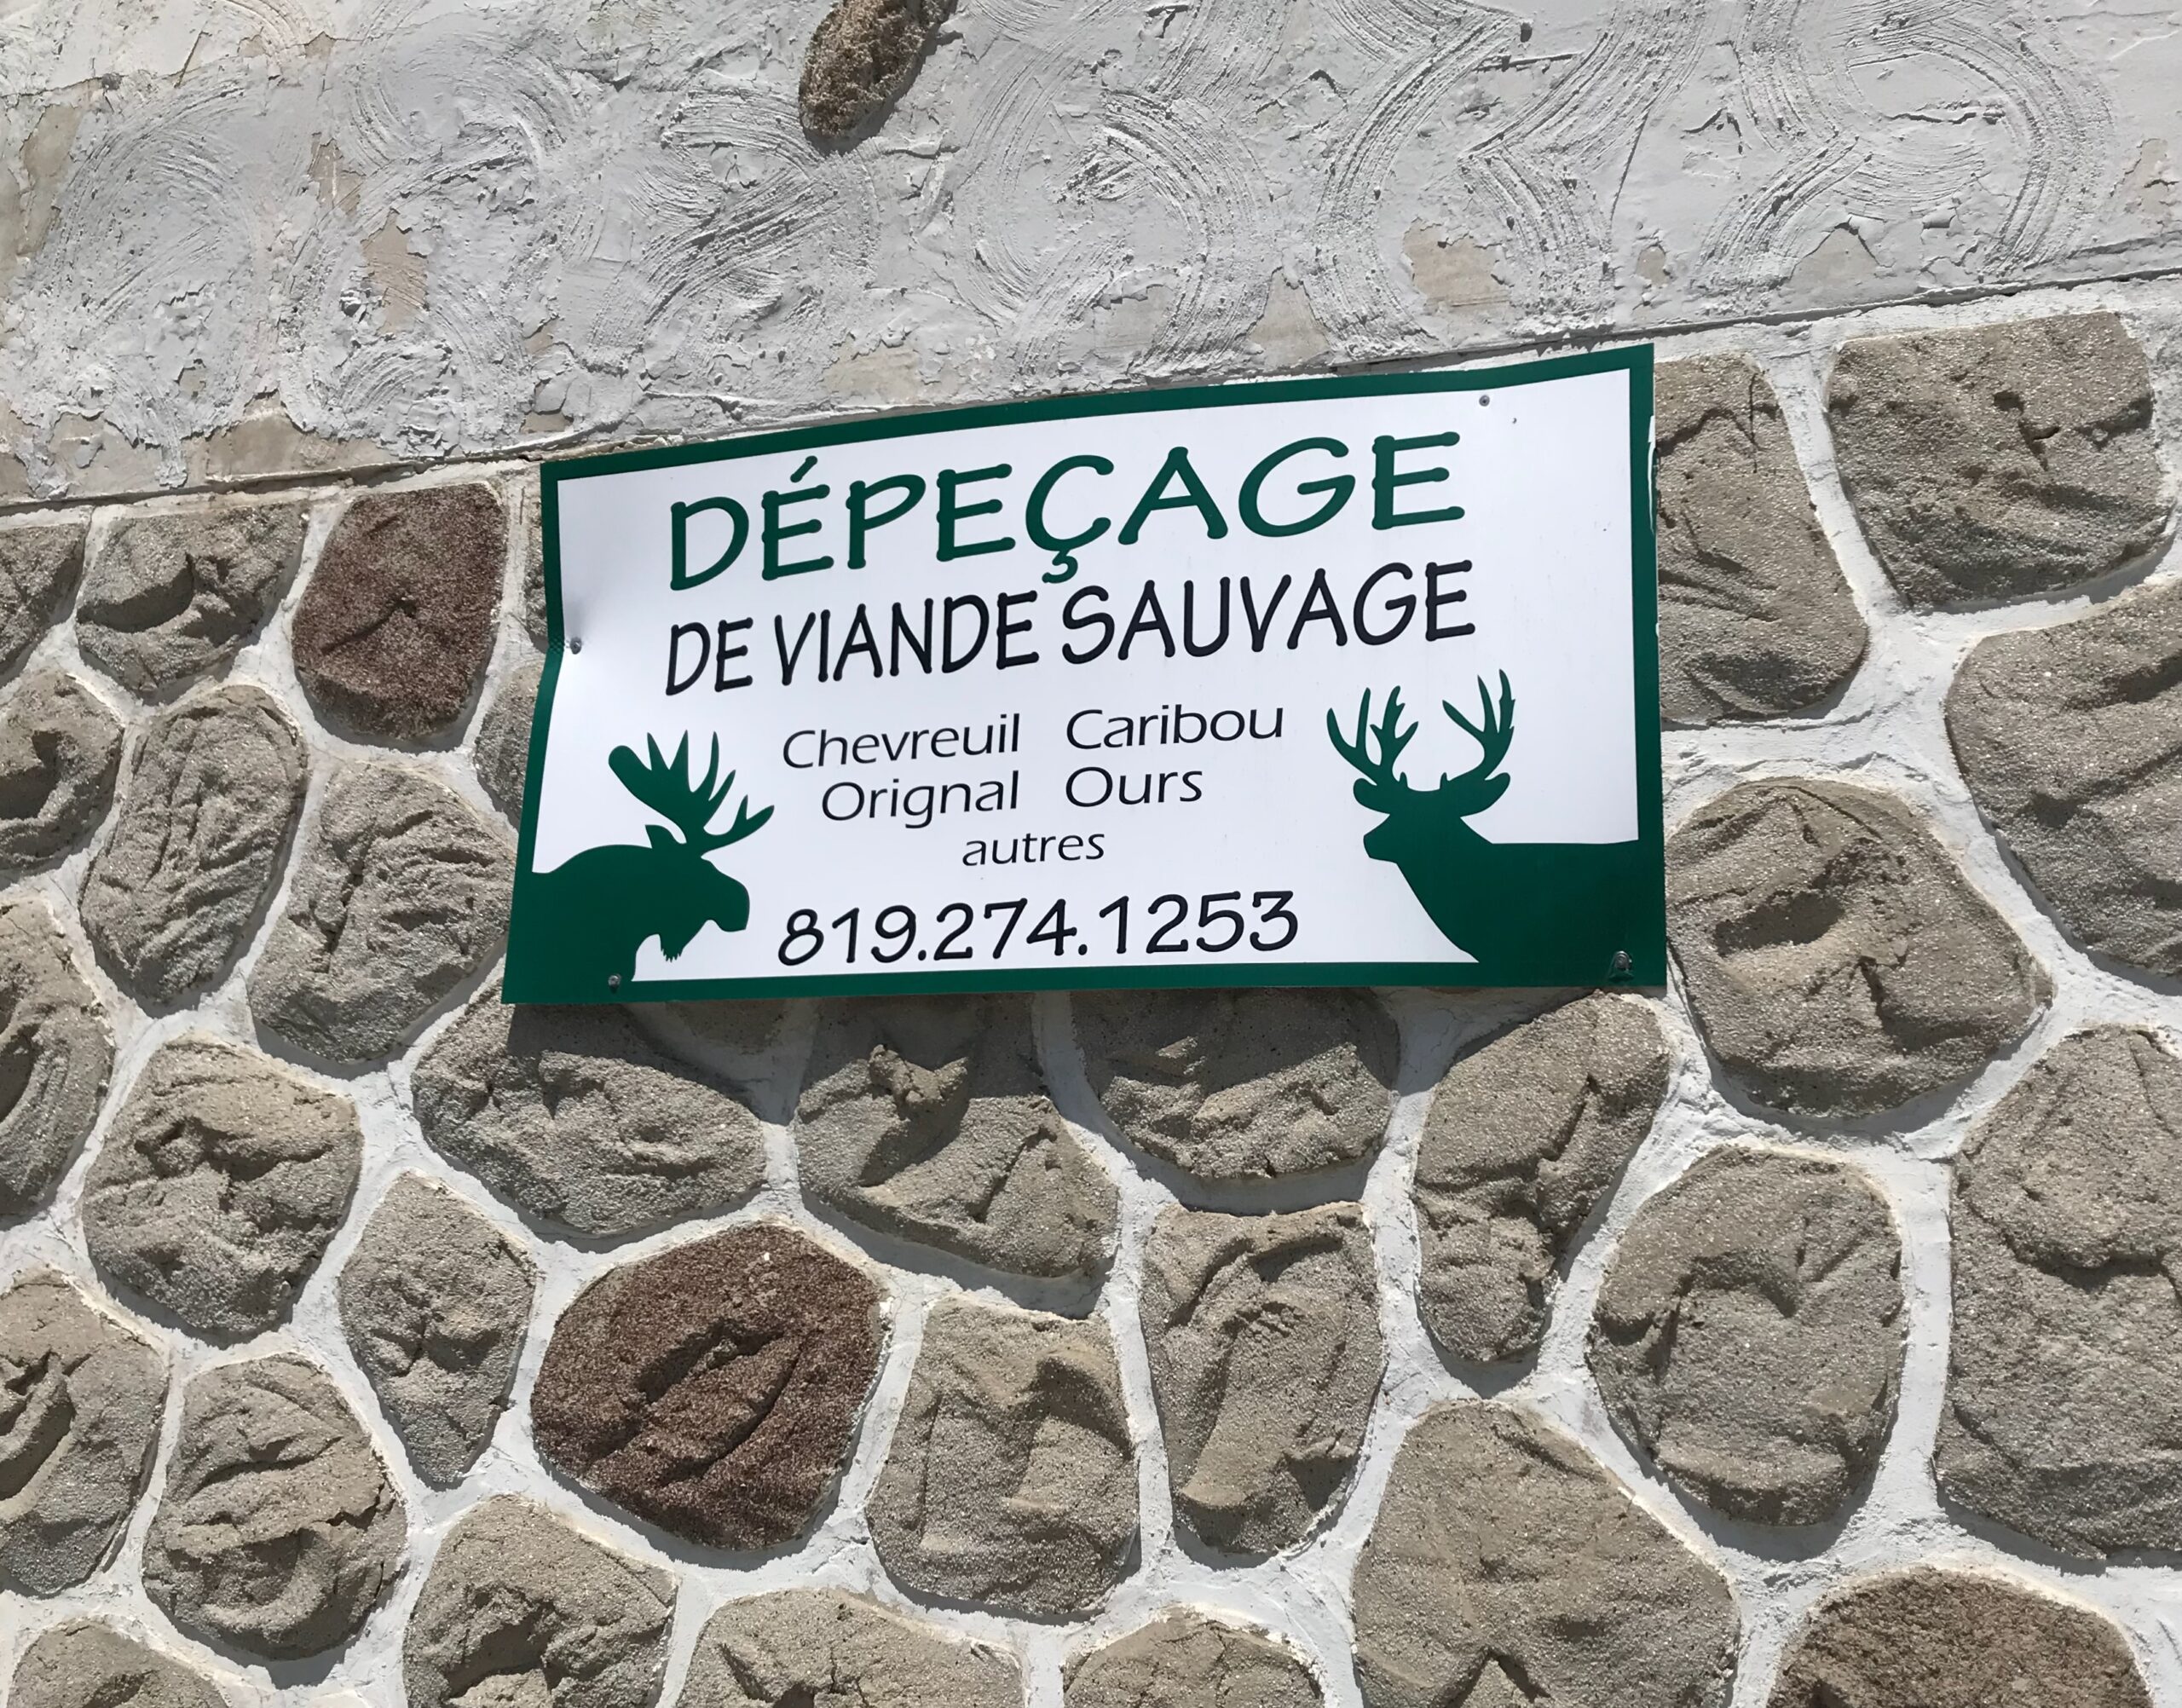 DÉPEÇAGE
DE VIANDE SAUVAGE
Chevreuil Caribou
Orignal Ours
autres
819.274.1253